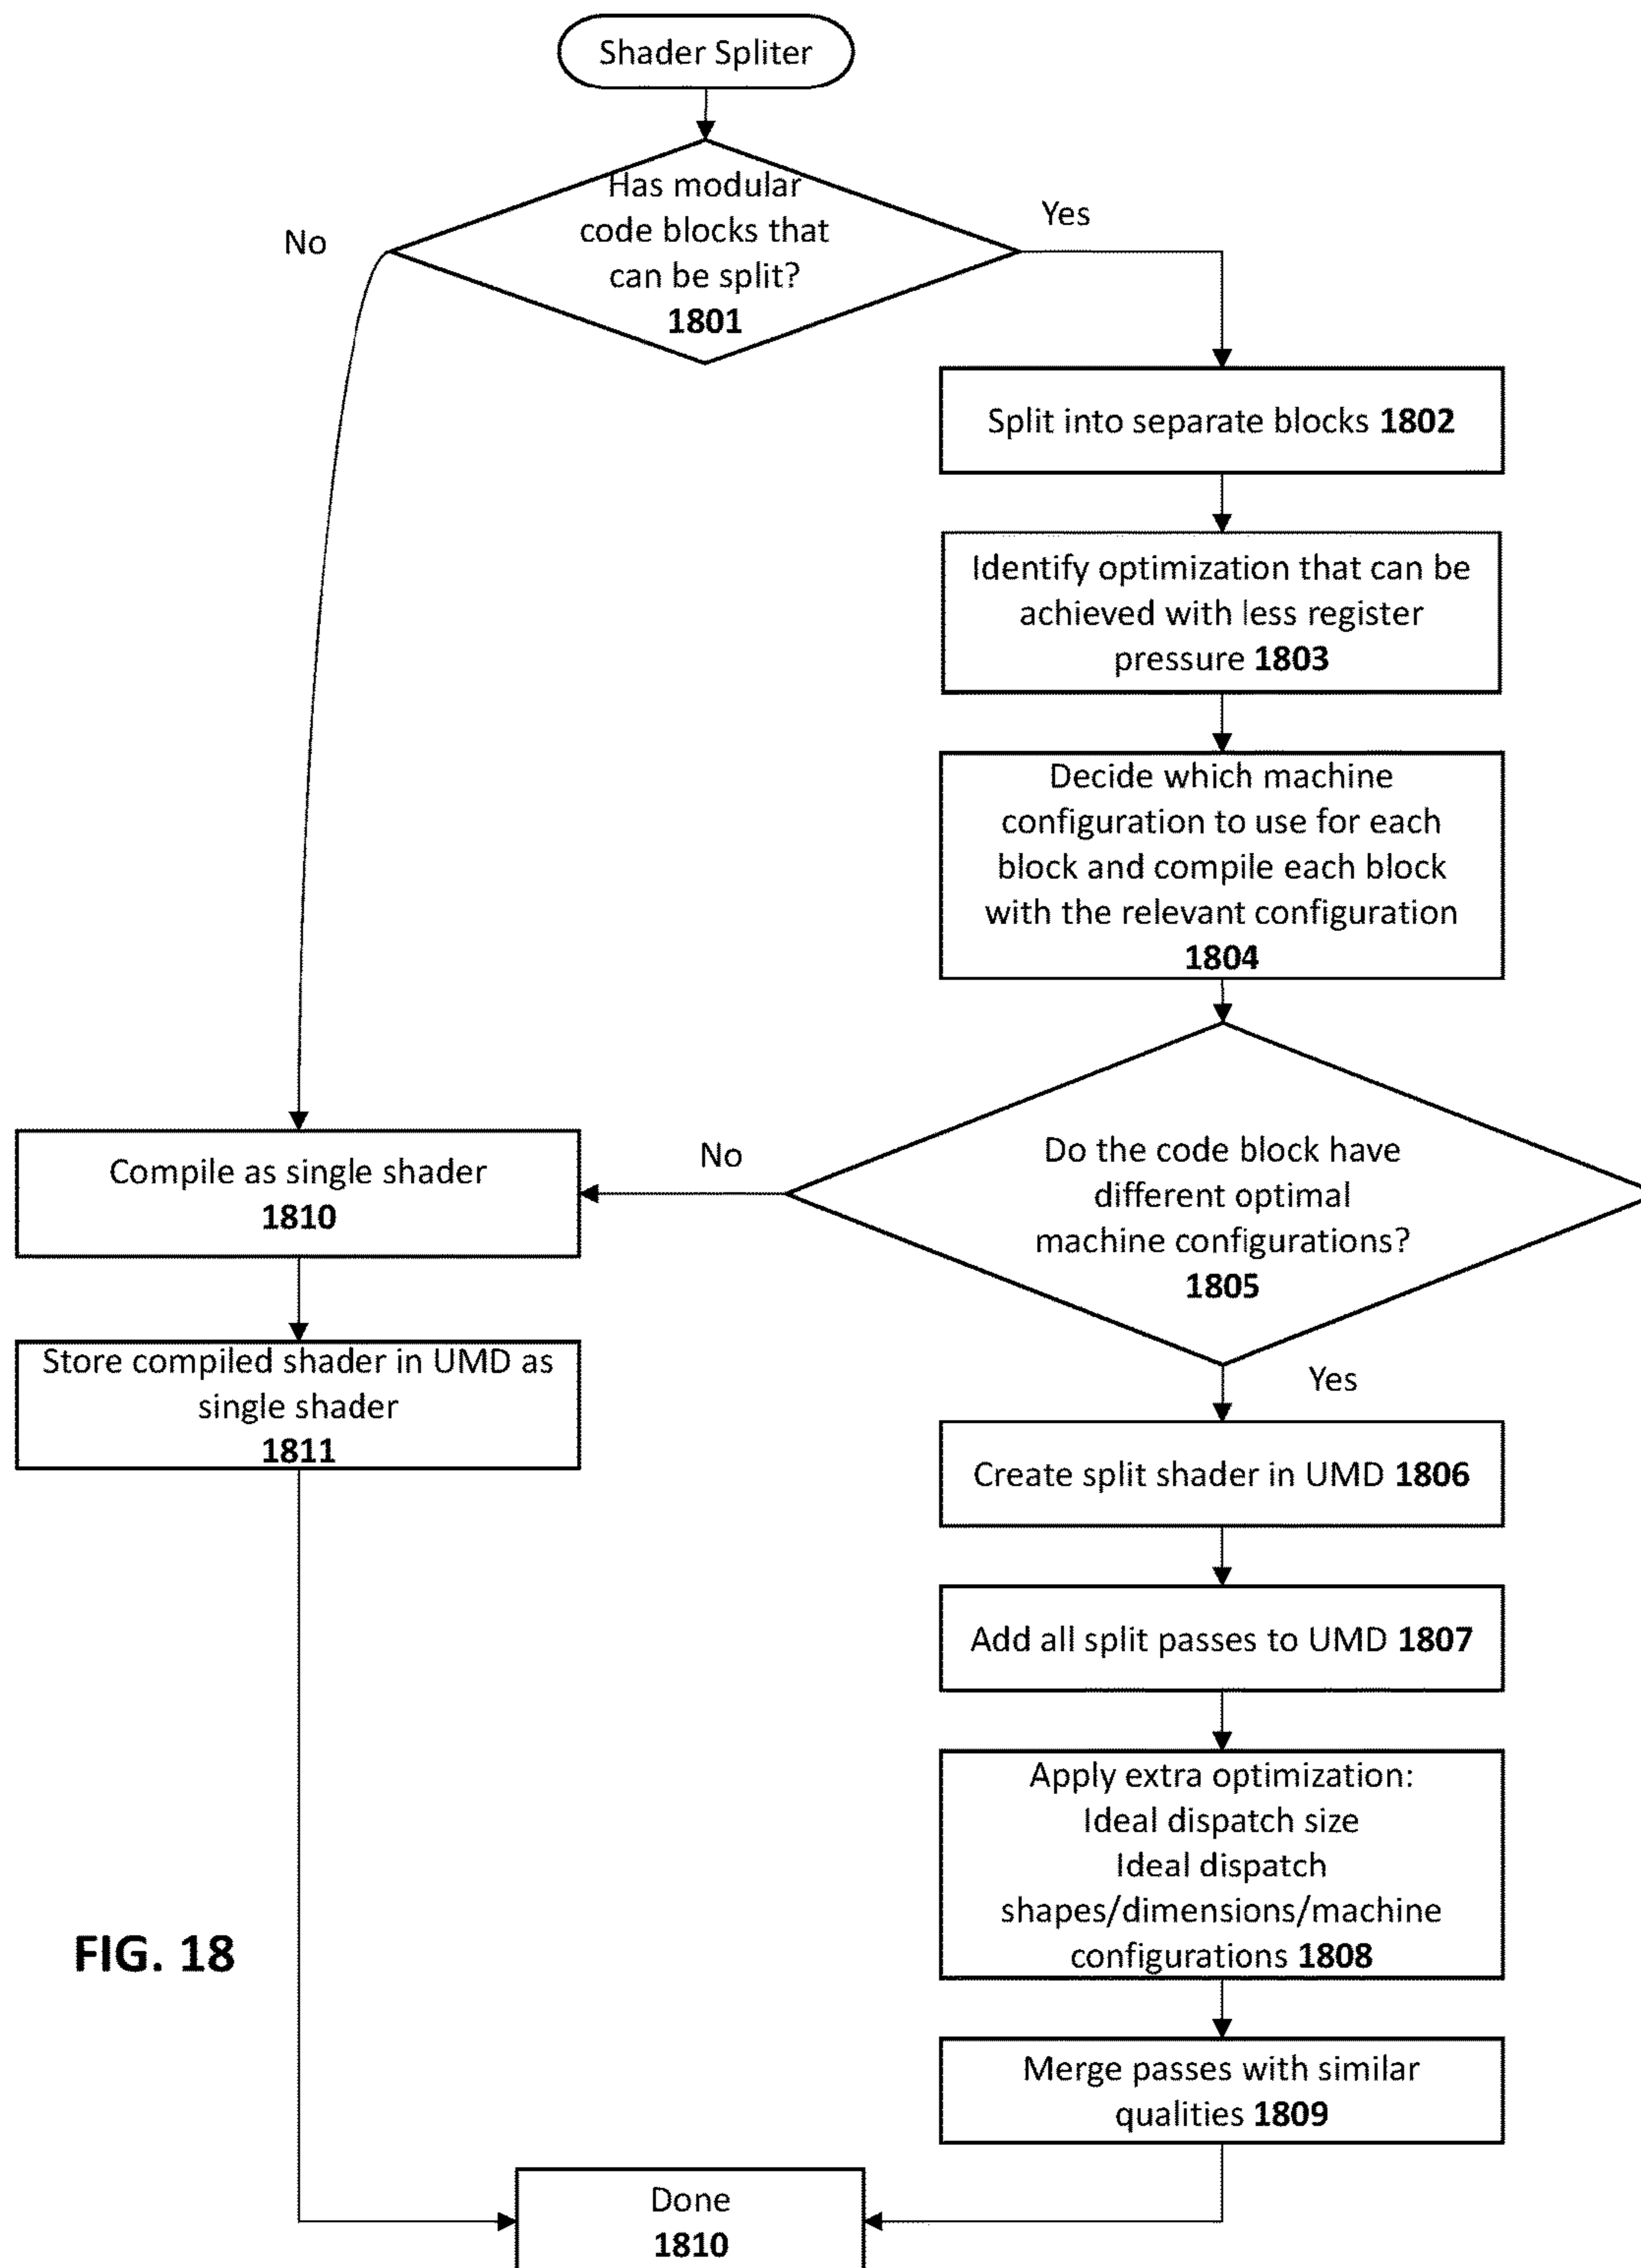 Shader Spliter
Has modular
code blocks that
can be split?
1801
No
Yes
Split into separate blocks 1802
Identify optimization that can be
achieved with less register
pressure 1803
Decide which machine
configuration to use for each
block and compile each block
with the relevant configuration
1804
Do the code block have
different optimal
machine configurations?
1805
No
Yes
Compile as single shader
1810
Store compiled shader in UMD as
single shader
1811
Create split shader in UMD 1806
Add all split passes to UMD 1807
Apply extra optimization:
Ideal dispatch size
Ideal dispatch
shapes/dimensions/machine
configurations 1808
Merge passes with similar
qualities 1809
Done
1810
FIG. 18